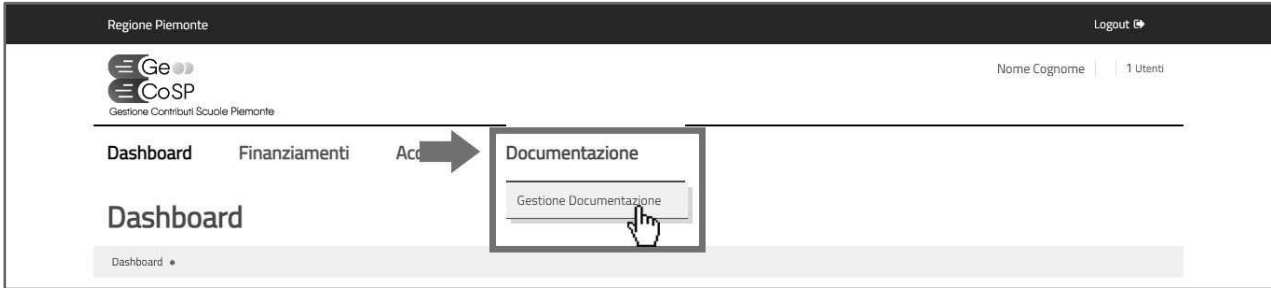 Regione Piemonte
Logout
Ge
CoSP
Gestione Contributi Scuole Piemonte
Nome Cognome
1 Utenti
Dashboard Finanziamenti Documentazione
Gestione Documentazione
Dashboard
Dashboard